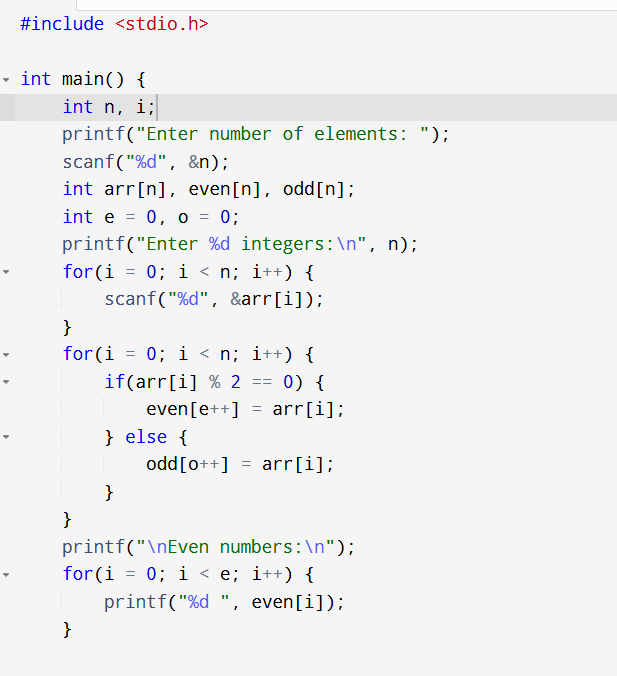 #include <stdio.h>

int main() {
    int n, i;
    printf("Enter number of elements: ");
    scanf("%d", &n);
    int arr[n], even[n], odd[n];
    int e = 0, o = 0;
    printf("Enter %d integers:\n", n);
    for(i = 0; i < n; i++) {
        scanf("%d", &arr[i]);
    }
    for(i = 0; i < n; i++) {
        if(arr[i] % 2 == 0) {
            even[e++] = arr[i];
        } else {
            odd[o++] = arr[i];
        }
    }
    printf("\nEven numbers:\n");
    for(i = 0; i < e; i++) {
        printf("%d ", even[i]);
    }